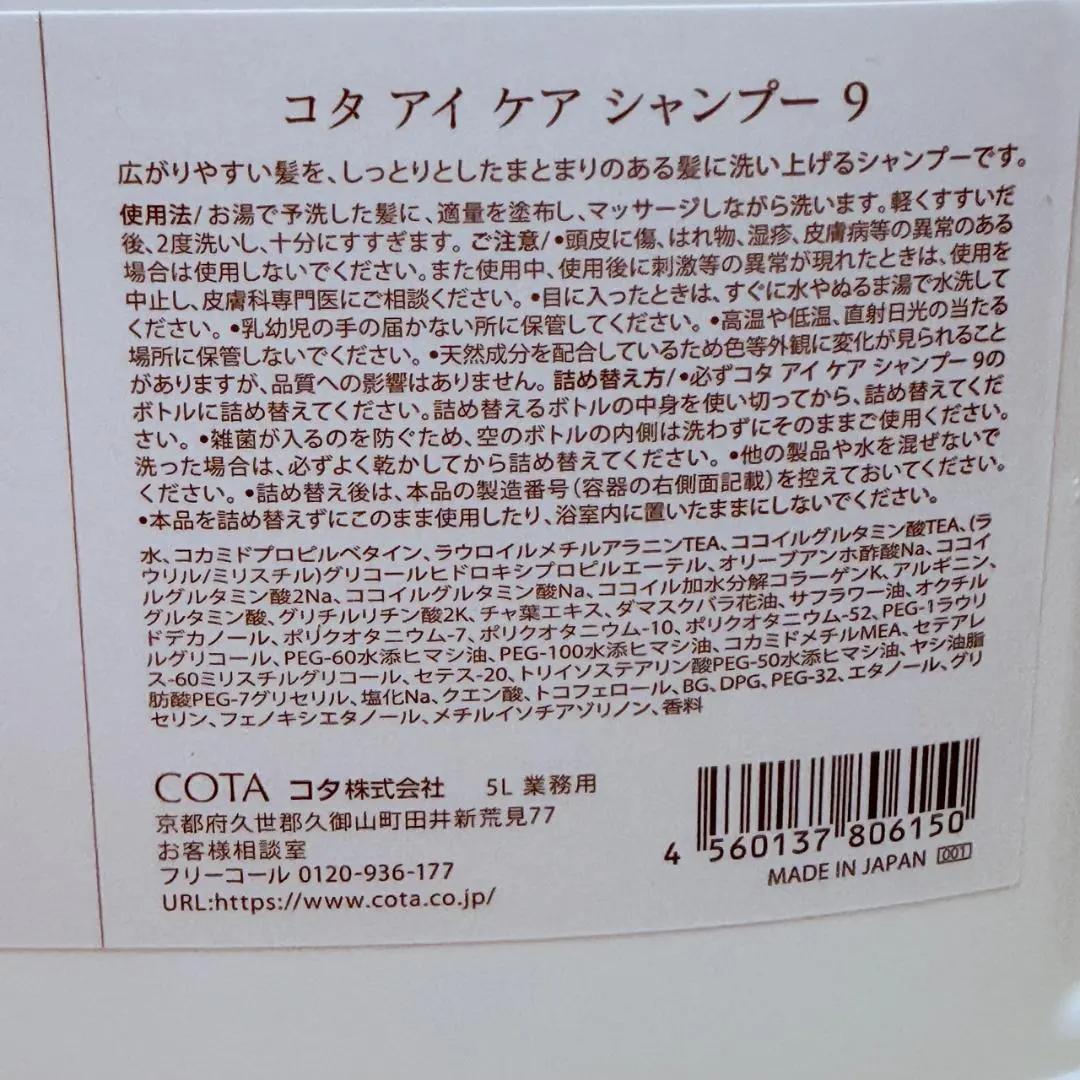 コタ アイ ケア シャンプー 9
広がりやすい髪を、しっとりとしたまとまりのある髪に洗い上げるシャンプーです。
使用法/お湯で予洗した髪に、適量を塗布し、マッサージしながら洗います。軽くすすいだ
後、2度洗いし、十分にすすぎます。ご注意/•頭皮に傷、はれ物、湿疹、皮膚病等の異常のある
場合は使用しないでください。また使用中、使用後に刺激等の異常が現れたときは、使用を
中止し、皮膚科専門医にご相談ください。•目に入ったときは、すぐに水やぬるま湯で水洗して
ください。•乳幼児の手の届かない所に保管してください。•高温や低温、直射日光の当たる
場所に保管しないでください。•天然成分を配合しているため色等外観に変化が見られること
がありますが、品質への影響はありません。詰め替え方/•必ずコタ アイ ケア シャンプー 9の
ボトルに詰め替えてください。詰め替えるボトルの中身を使い切ってから、詰め替えてくだ
さい。•雑菌が入るのを防ぐため、空のボトルの内側は洗わずにそのままご使用ください。
洗った場合は、必ずよく乾かしてから詰め替えてください。•他の製品や水を混ぜないで
ください。•詰め替え後は、本品の製造番号(容器の右側面記載)を控えておいてください。
•本品を詰め替えずにこのまま使用したり、浴室内に置いたままにしないでください。
水、コカミドプロピルベタイン、ラウロイルメチルアラニンTEA、ココイルグルタミン酸TEA、(ラ
ウリル/ミリスチル)グリコールヒドロキシプロピルエーテル、オリーブアンホ酢酸Na、ココイ
ルグルタミン酸2Na、ココイルグルタミン酸Na、ココイル加水分解コラーゲンK、アルギニン、
グルタミン酸、グリチルリチン酸2K、チャ葉エキス、ダマスクバラ花油、サフラワー油、オクチル
ドデカノール、ポリクオタニウム-7、ポリクオタニウム-10、ポリクオタニウム-52、PEG-1ラウリ
ルグリコール、PEG-60水添ヒマシ油、PEG-100水添ヒマシ油、コカミドメチルMEA、セテアレ
ス-60ミリスチルグリコール、セテス-20、トリイソステアリン酸PEG-50水添ヒマシ油、ヤシ油脂
肪酸PEG-7グリセリル、塩化Na、クエン酸、トコフェロール、BG、DPG、PEG-32、エタノール、グリ
セリン、フェノキシエタノール、メチルイソチアゾリノン、香料
COTA コタ株式会社 5L 業務用
京都府久世郡久御山町田井新荒見77
お客様相談室
フリーコール 0120-936-177
URL:https://www.cota.co.jp/
4 560137 806150
MADE IN JAPAN 001